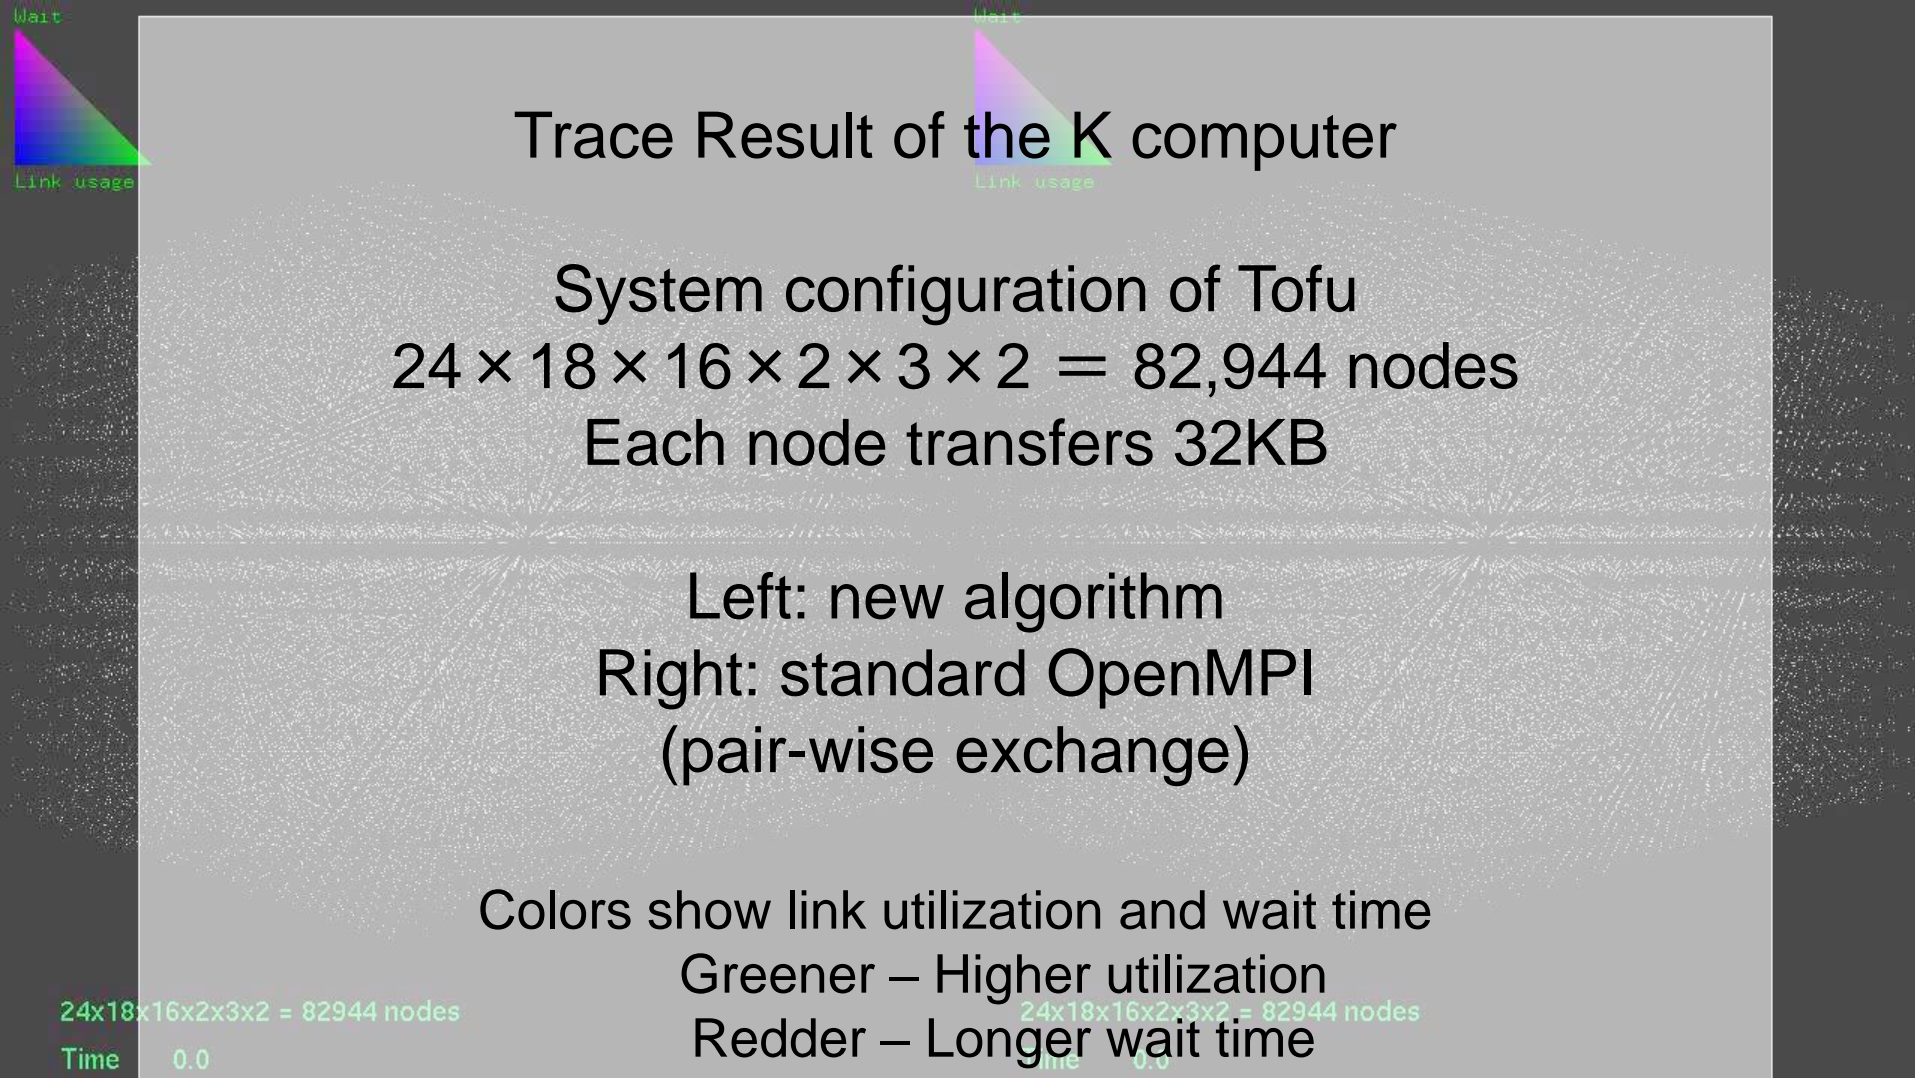 Wait
Wait
Trace Result of the K computer
Link usage
Link usage
System configuration of Tofu
24×18×16×2×3×2 ＝ 82,944 nodes
Each node transfers 32KB
Left: new algorithm
Right: standard OpenMPI
(pair-wise exchange)
Colors show link utilization and wait time
Greener – Higher utilization
24x18x16x2x3x2 = 82944 nodes
24x18x16x2x3x2 = 82944 nodes
Redder – Longer wait time
Time 0.0
Time 0.0